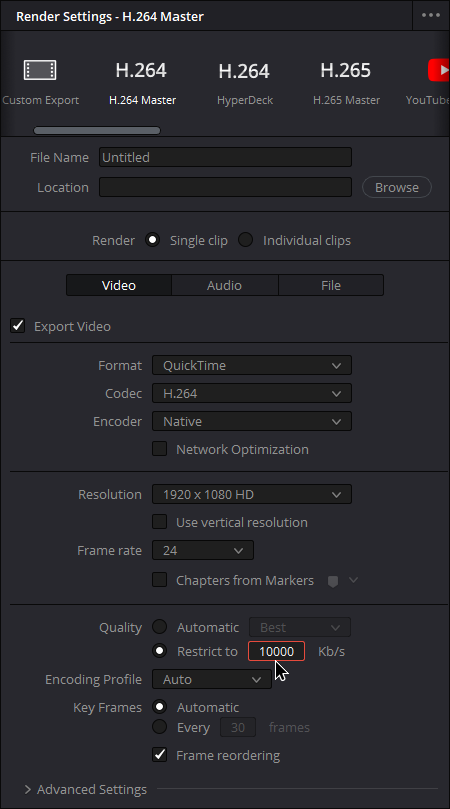 Render Settings - H.264 Master
H.264 H.264 H.265
Custom Export H.264 Master HyperDeck H.265 Master YouTube
File Name Untitled
Location Browse
Render Single clip Individual clips
Video Audio File
Export Video
Format QuickTime
Codec H.264
Encoder Native
Network Optimization
Resolution 1920 x 1080 HD
Use vertical resolution
Frame rate 24
Chapters from Markers
Quality Automatic Best
Restrict to 10000 Kb/s
Encoding Profile Auto
Key Frames Automatic
Every 30 frames
Frame reordering
Advanced Settings